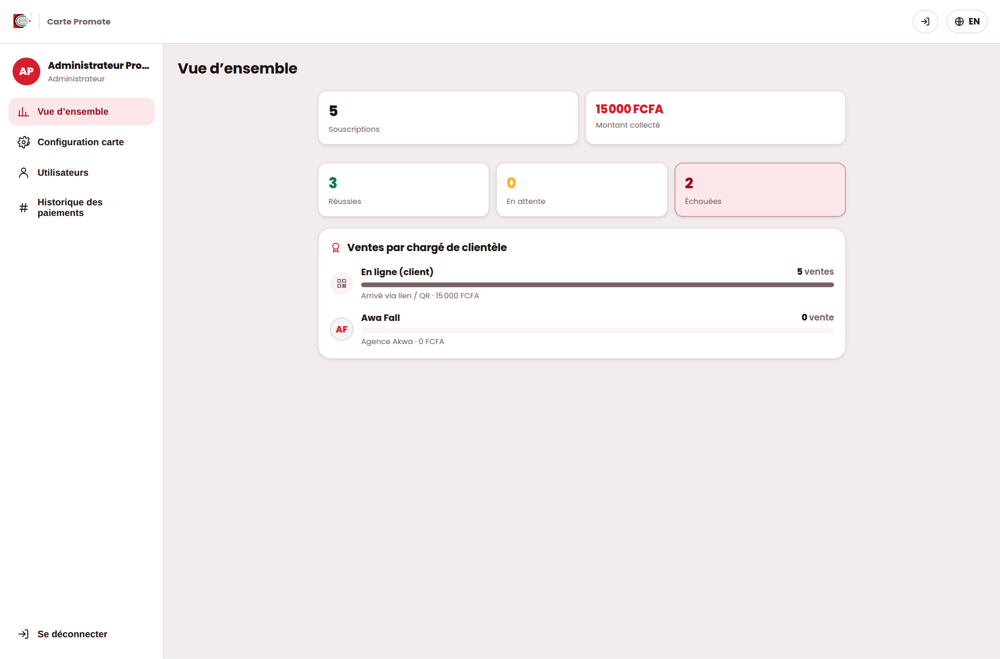 Carte Promote
EN
AP
Administrateur Pro...
Administrateur
Vue d’ensemble
Configuration carte
Utilisateurs
Historique des
paiements
Se déconnecter
Vue d’ensemble
5
Souscriptions
15 000 FCFA
Montant collecté
3
Réussies
0
En attente
2
Échouées
Ventes par chargé de clientèle
En ligne (client)
5 ventes
Arrivé via lien / QR · 15 000 FCFA
AF
Awa Fall
0 vente
Agence Akwa · 0 FCFA